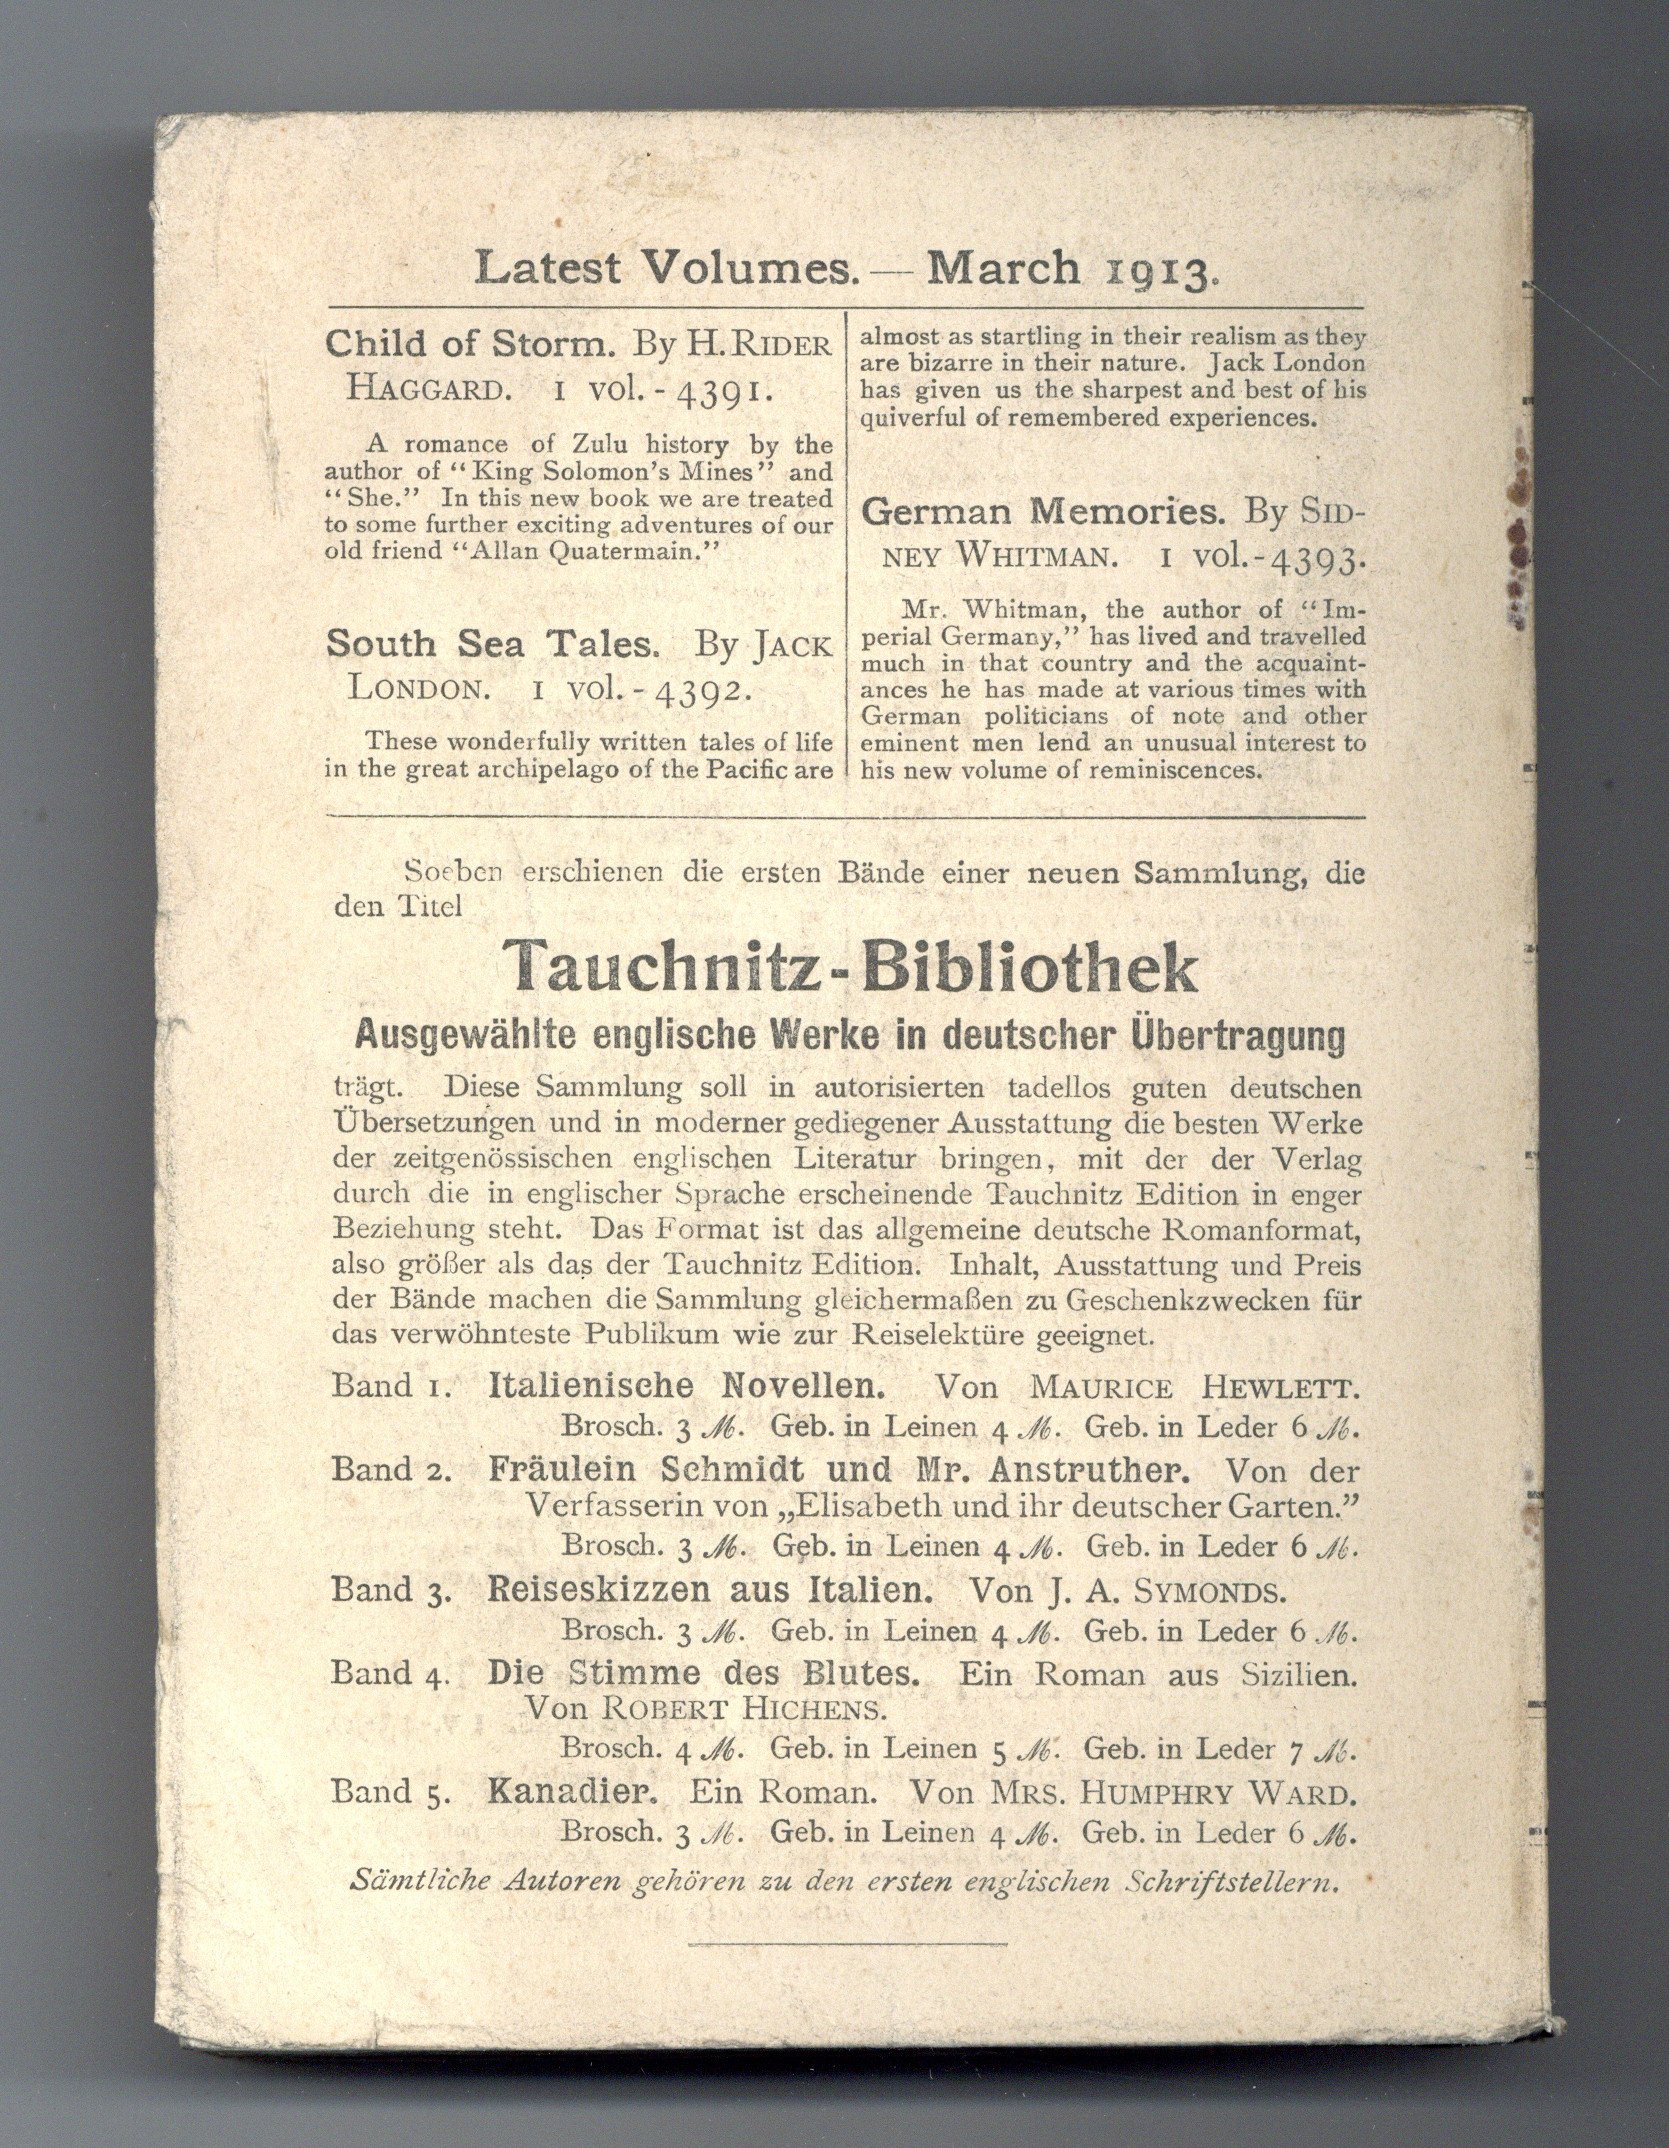 Latest Volumes. — March 1913.
Child of Storm. By H. RIDER
HAGGARD. 1 vol. - 4391.
A romance of Zulu history by the
author of “King Solomon’s Mines” and
“She.” In this new book we are treated
to some further exciting adventures of our
old friend “Allan Quatermain.”
South Sea Tales. By JACK
LONDON. 1 vol. - 4392.
These wonderfully written tales of life
in the great archipelago of the Pacific are
almost as startling in their realism as they
are bizarre in their nature. Jack London
has given us the sharpest and best of his
quiverful of remembered experiences.
German Memories. By SID-
NEY WHITMAN. 1 vol. - 4393.
Mr. Whitman, the author of “Im-
perial Germany,” has lived and travelled
much in that country and the acquaint-
ances he has made at various times with
German politicians of note and other
eminent men lend an unusual interest to
his new volume of reminiscences.
Soeben erschienen die ersten Bände einer neuen Sammlung, die
den Titel
Tauchnitz-Bibliothek
Ausgewählte englische Werke in deutscher Übertragung
trägt. Diese Sammlung soll in autorisierten tadellos guten deutschen
Übersetzungen und in moderner gediegener Ausstattung die besten Werke
der zeitgenössischen englischen Literatur bringen, mit der der Verlag
durch die in englischer Sprache erscheinende Tauchnitz Edition in enger
Beziehung steht. Das Format ist das allgemeine deutsche Romanformat,
also größer als das der Tauchnitz Edition. Inhalt, Ausstattung und Preis
der Bände machen die Sammlung gleichermaßen zu Geschenkzwecken für
das verwöhnteste Publikum wie zur Reiselektüre geeignet.
Band 1. Italienische Novellen. Von MAURICE HEWLETT.
Brosch. 3 ℳ. Geb. in Leinen 4 ℳ. Geb. in Leder 6 ℳ.
Band 2. Fräulein Schmidt und Mr. Anstruther. Von der
Verfasserin von „Elisabeth und ihr deutscher Garten.”
Brosch. 3 ℳ. Geb. in Leinen 4 ℳ. Geb. in Leder 6 ℳ.
Band 3. Reiseskizzen aus Italien. Von J. A. SYMONDS.
Brosch. 3 ℳ. Geb. in Leinen 4 ℳ. Geb. in Leder 6 ℳ.
Band 4. Die Stimme des Blutes. Ein Roman aus Sizilien.
Von ROBERT HICHENS.
Brosch. 4 ℳ. Geb. in Leinen 5 ℳ. Geb. in Leder 7 ℳ.
Band 5. Kanadier. Ein Roman. Von MRS. HUMPHRY WARD.
Brosch. 3 ℳ. Geb. in Leinen 4 ℳ. Geb. in Leder 6 ℳ.
Sämtliche Autoren gehören zu den ersten englischen Schriftstellern.